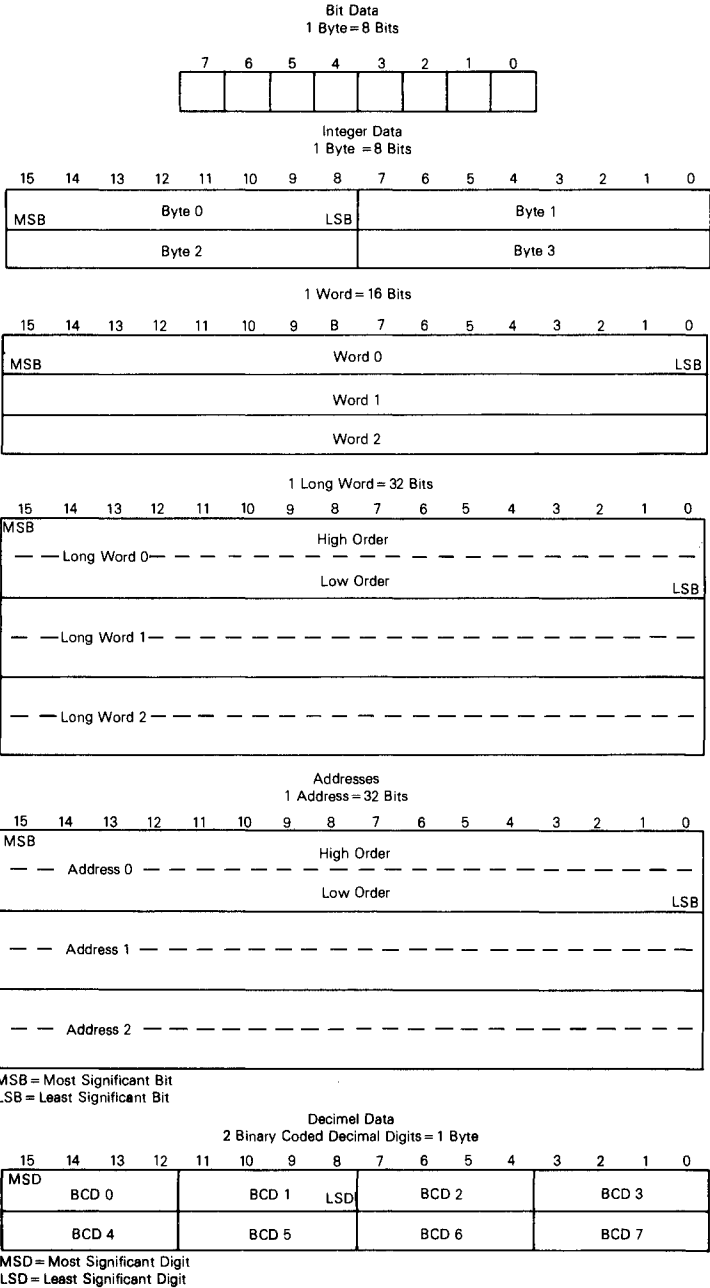 Bit Data
1 Byte=8 Bits
7 6 5 4 3 2 1 0
Integer Data
1 Byte =8 Bits
15 14 13 12 11 10 9 8 7 6 5 4 3 2 1 0
MSB Byte 0 LSB Byte 1
Byte 2 Byte 3
1 Word=16 Bits
15 14 13 12 11 10 9 B 7 6 5 4 3 2 1 0
MSB Word 0 LSB
Word 1
Word 2
1 Long Word=32 Bits
15 14 13 12 11 10 9 8 7 6 5 4 3 2 1 0
MSB
High Order
Long Word 0
Low Order
LSB
Long Word 1
Long Word 2
Addresses
1 Address=32 Bits
15 14 13 12 11 10 9 8 7 6 5 4 3 2 1 0
MSB
High Order
Address 0
Low Order
LSB
Address 1
Address 2
MSB=Most Significant Bit
LSB=Least Significant Bit
Decimel Data
2 Binary Coded Decimal Digits=1 Byte
15 14 13 12 11 10 9 8 7 6 5 4 3 2 1 0
MSD BCD 0 BCD 1 LSD BCD 2 BCD 3
BCD 4 BCD 5 BCD 6 BCD 7
MSD=Most Significant Digit
LSD=Least Significant Digit